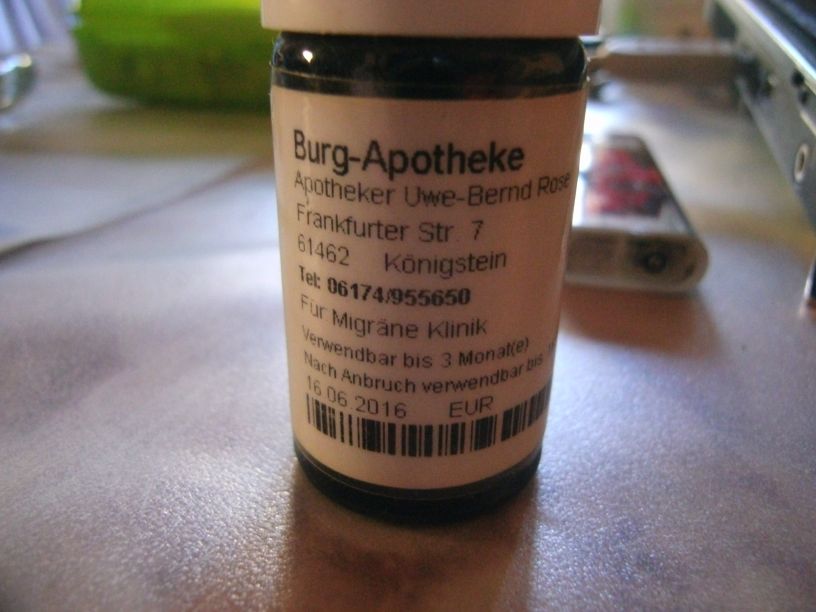 Burg-Apotheke
Apotheker Uwe-Bernd Rose
Frankfurter Str. 7
61462 Königstein
Tel: 06174/955650
Für Migräne Klinik
Verwendbar bis 3 Monat(e)
Nach Anbruch verwendbar bis
16.06.2016 EUR